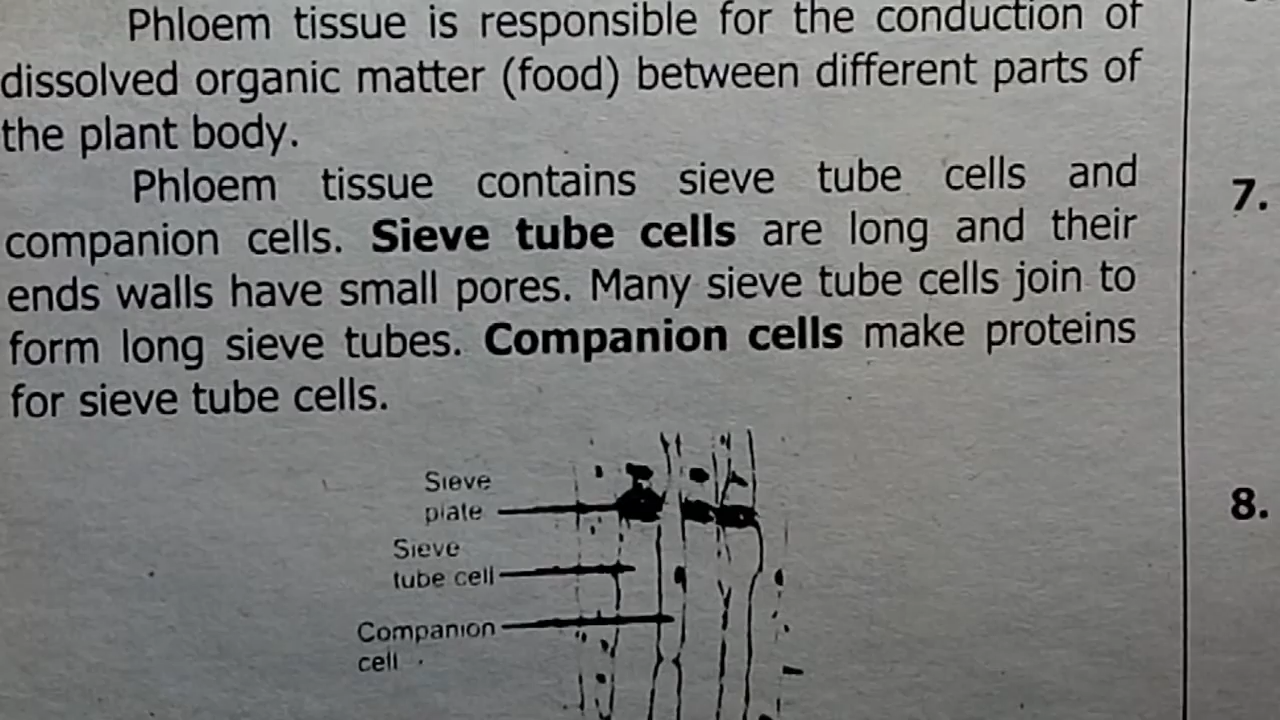 Phloem tissue is responsible for the conduction of
dissolved organic matter (food) between different parts of
the plant body.
Phloem tissue contains sieve tube cells and
companion cells. Sieve tube cells are long and their
ends walls have small pores. Many sieve tube cells join to
form long sieve tubes. Companion cells make proteins
for sieve tube cells.
Sieve
plate
Sieve
tube cell
Companion
cell
7.
8.